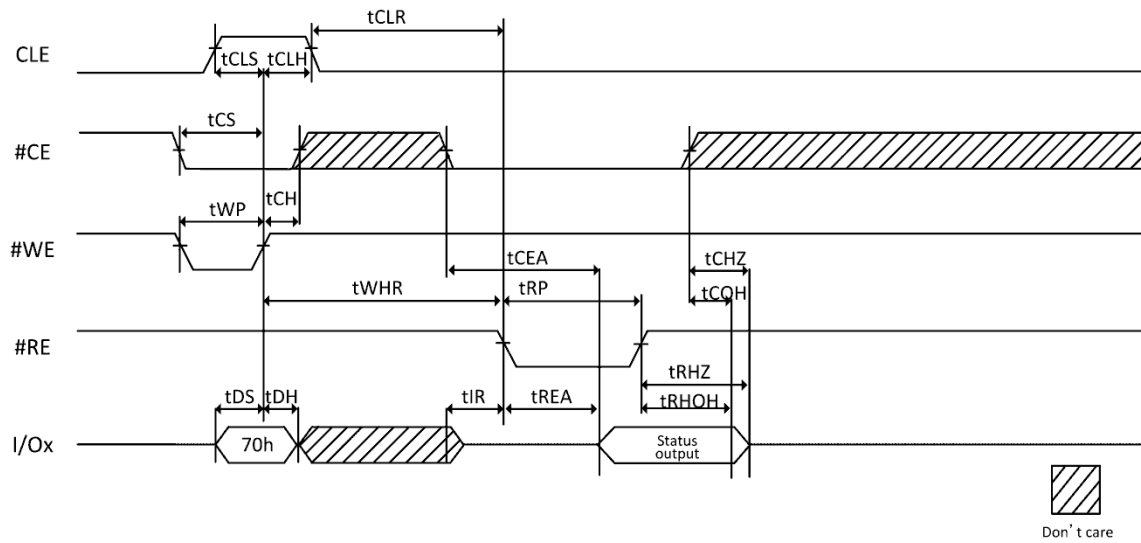 tCLR
CLE
tCLS tCLH
tCS
#CE
tCH
tWP
#WE
tCEA
tCHZ
tWHR
tRP
tCOH
#RE
tRHZ
tDS tDH
tIR
tREA
tRHOH
I/Ox
70h
Status
output
Don't care